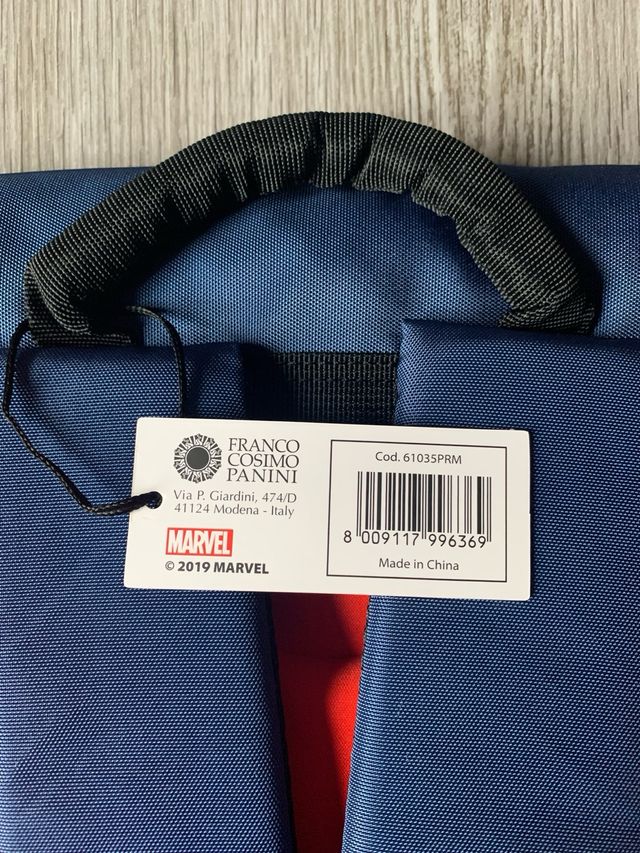 FRANCO
COSIMO
PANINI
Via P. Giardini, 474/D
41124 Modena - Italy
MARVEL
© 2019 MARVEL
Cod. 61035PRM
8 009117 996369
Made in China